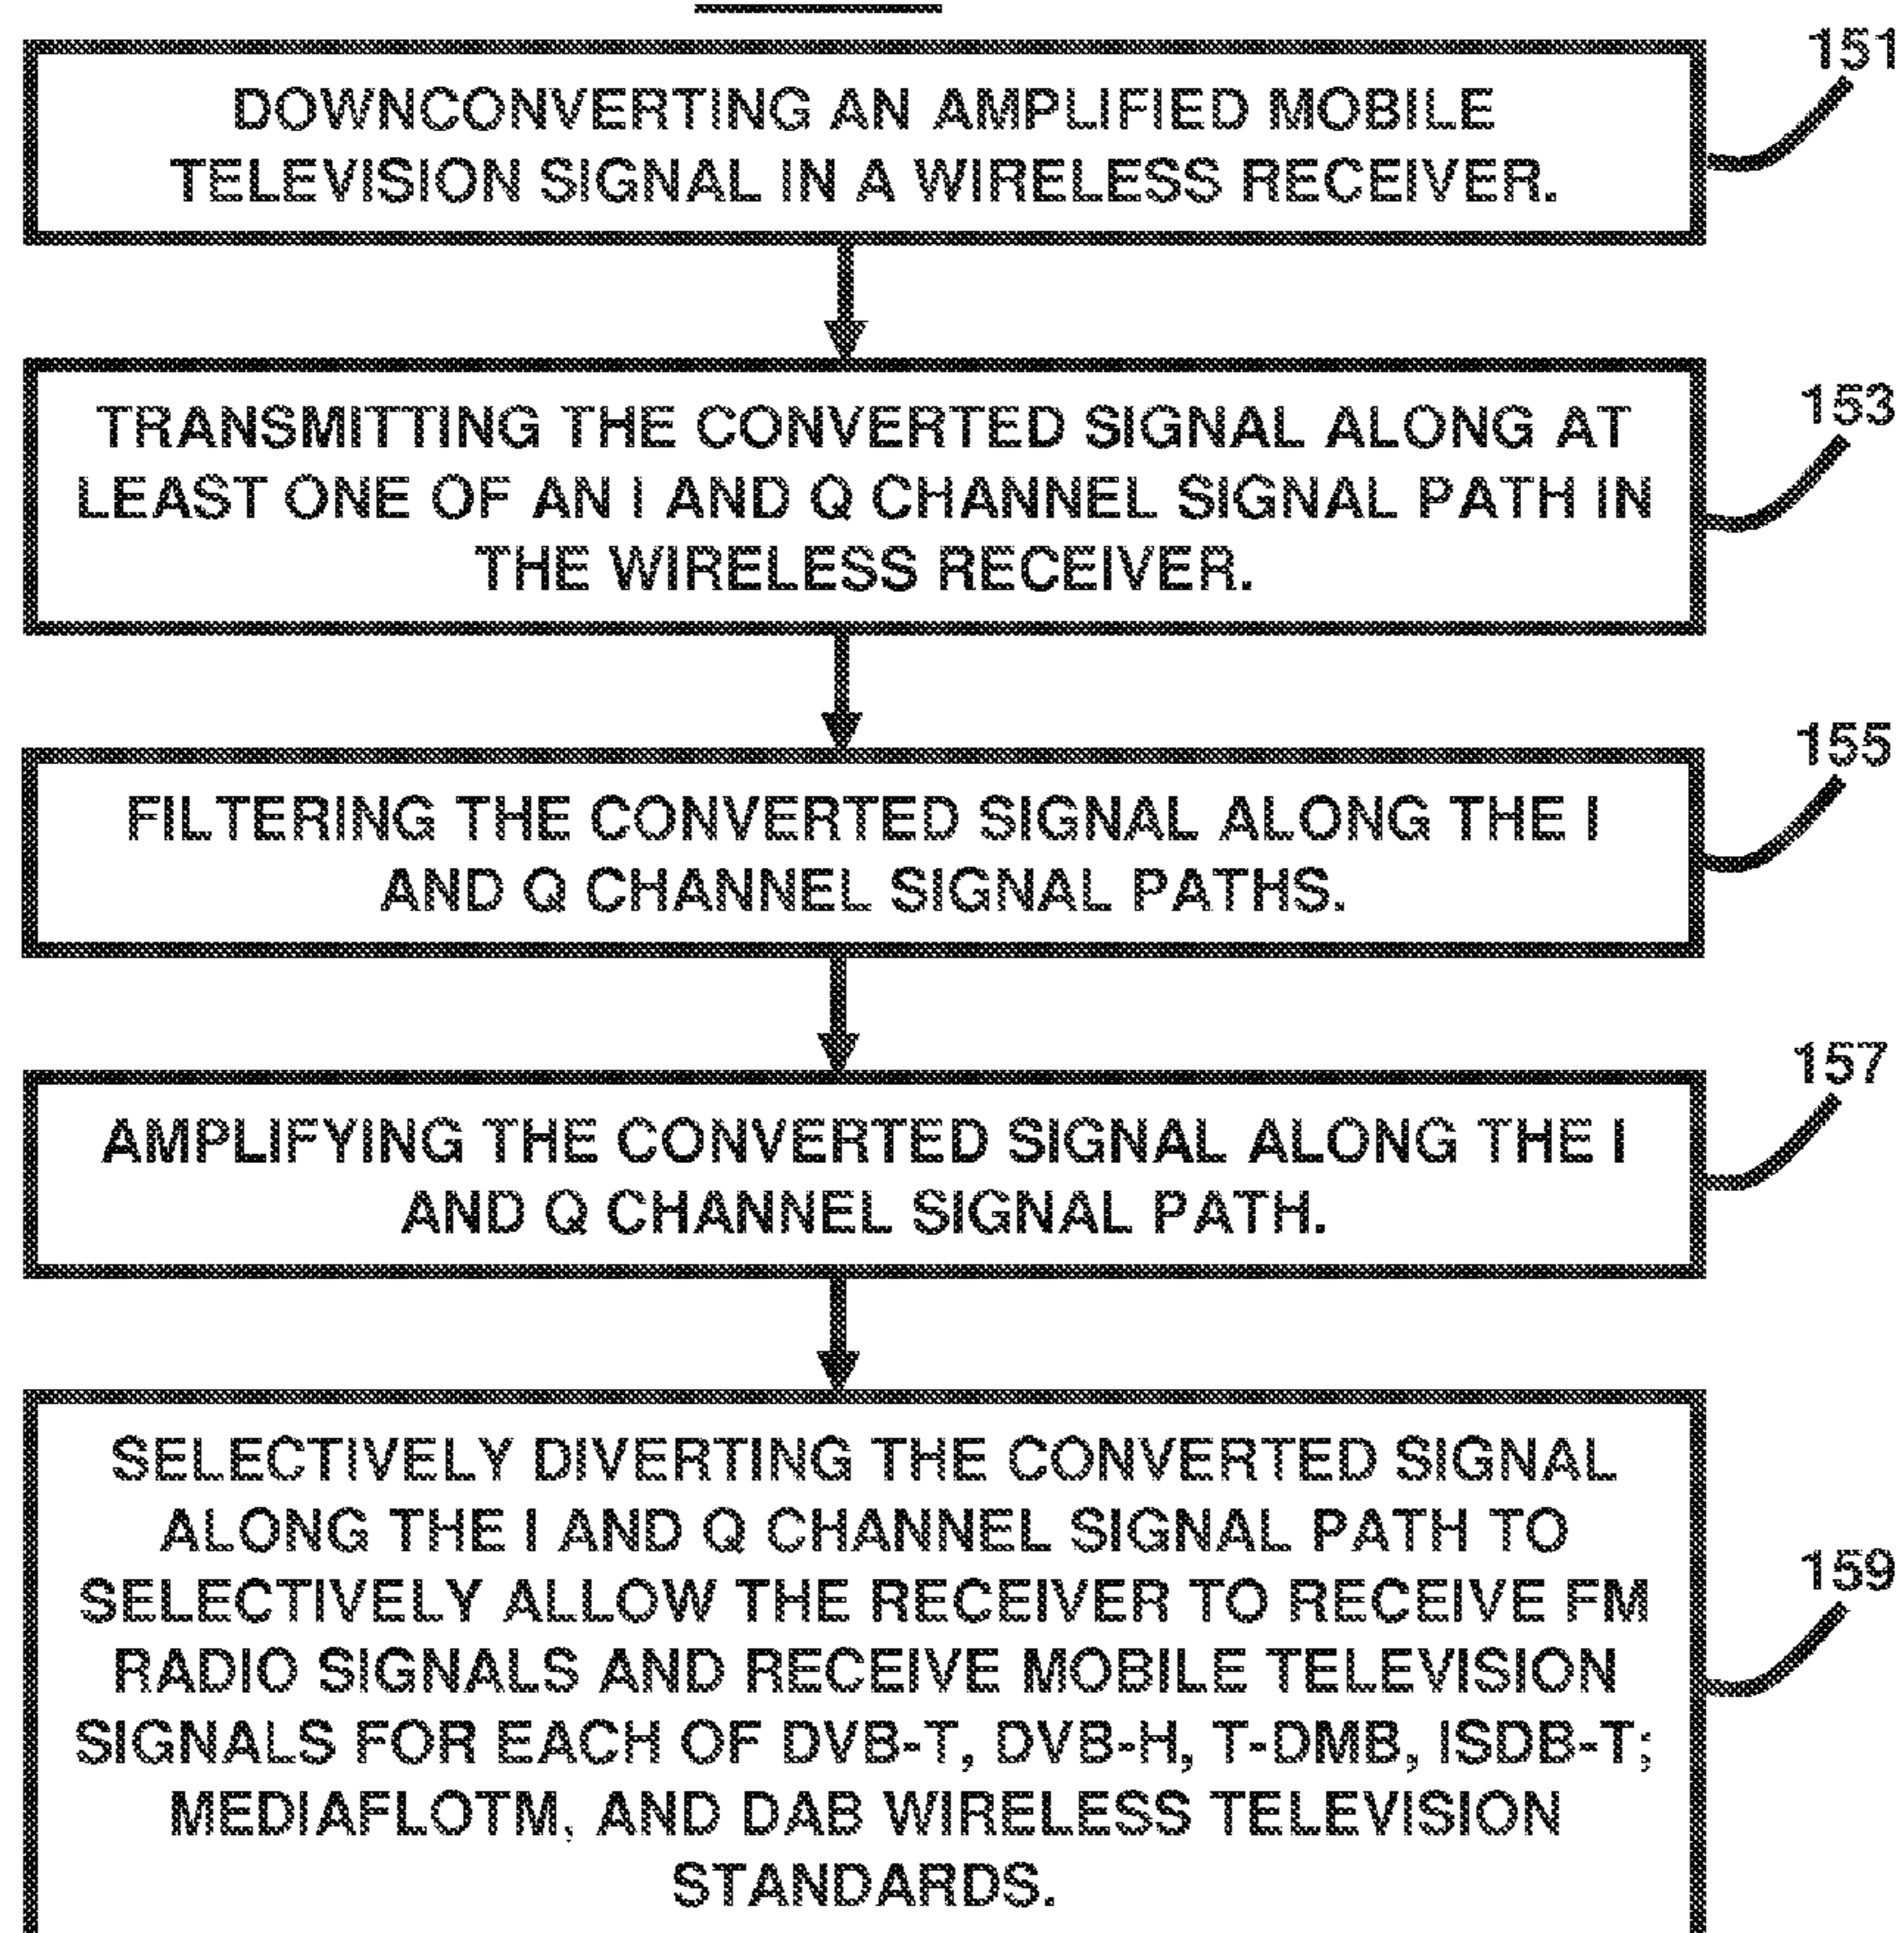 151
DOWNCONVERTING AN AMPLIFIED MOBILE
TELEVISION SIGNAL IN A WIRELESS RECEIVER.
153
TRANSMITTING THE CONVERTED SIGNAL ALONG AT
LEAST ONE OF AN I AND Q CHANNEL SIGNAL PATH IN
THE WIRELESS RECEIVER.
155
FILTERING THE CONVERTED SIGNAL ALONG THE I
AND Q CHANNEL SIGNAL PATHS.
157
AMPLIFYING THE CONVERTED SIGNAL ALONG THE I
AND Q CHANNEL SIGNAL PATH.
159
SELECTIVELY DIVERTING THE CONVERTED SIGNAL
ALONG THE I AND Q CHANNEL SIGNAL PATH TO
SELECTIVELY ALLOW THE RECEIVER TO RECEIVE FM
RADIO SIGNALS AND RECEIVE MOBILE TELEVISION
SIGNALS FOR EACH OF DVB-T, DVB-H, T-DMB, ISDB-T;
MEDIAFLOTM, AND DAB WIRELESS TELEVISION
STANDARDS.